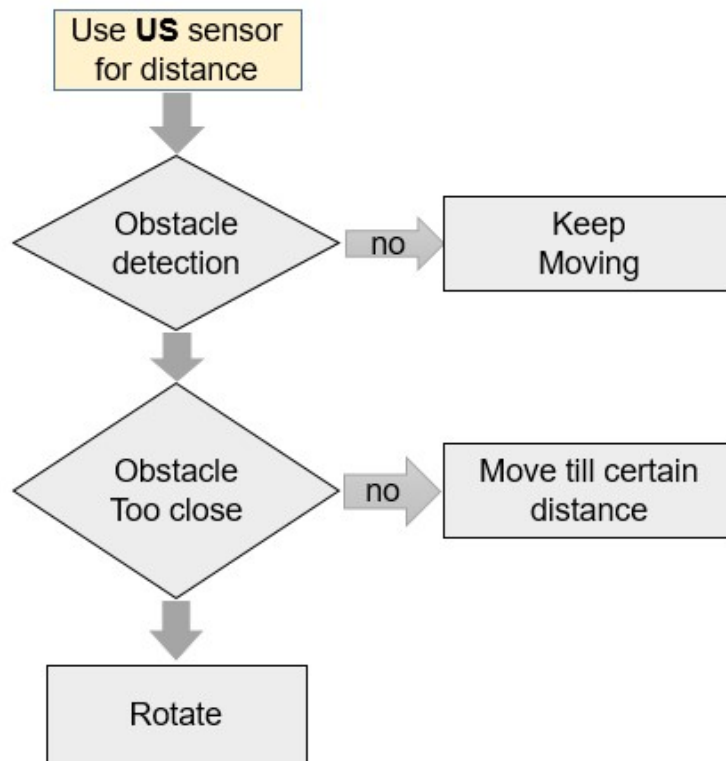 Use US sensor
for distance
Obstacle
detection
no
Keep
Moving
Obstacle
Too close
no
Move till certain
distance
Rotate